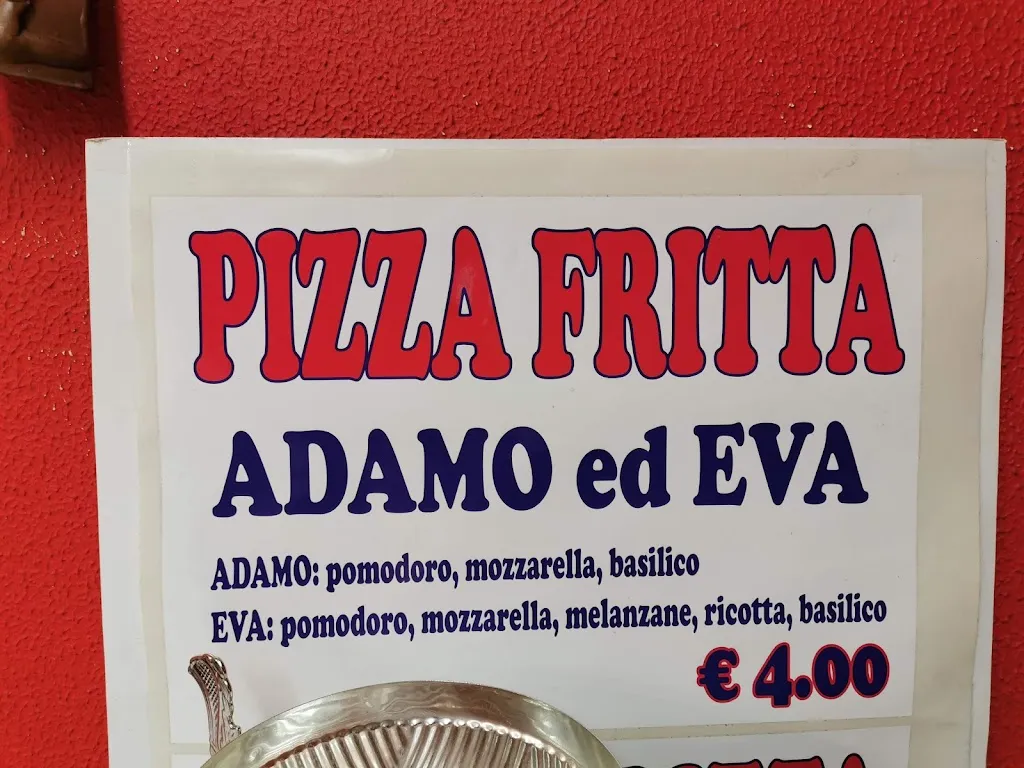 PIZZA FRITTA
ADAMO ed EVA
ADAMO: pomodoro, mozzarella, basilico
EVA: pomodoro, mozzarella, melanzane, ricotta, basilico
€ 4.00